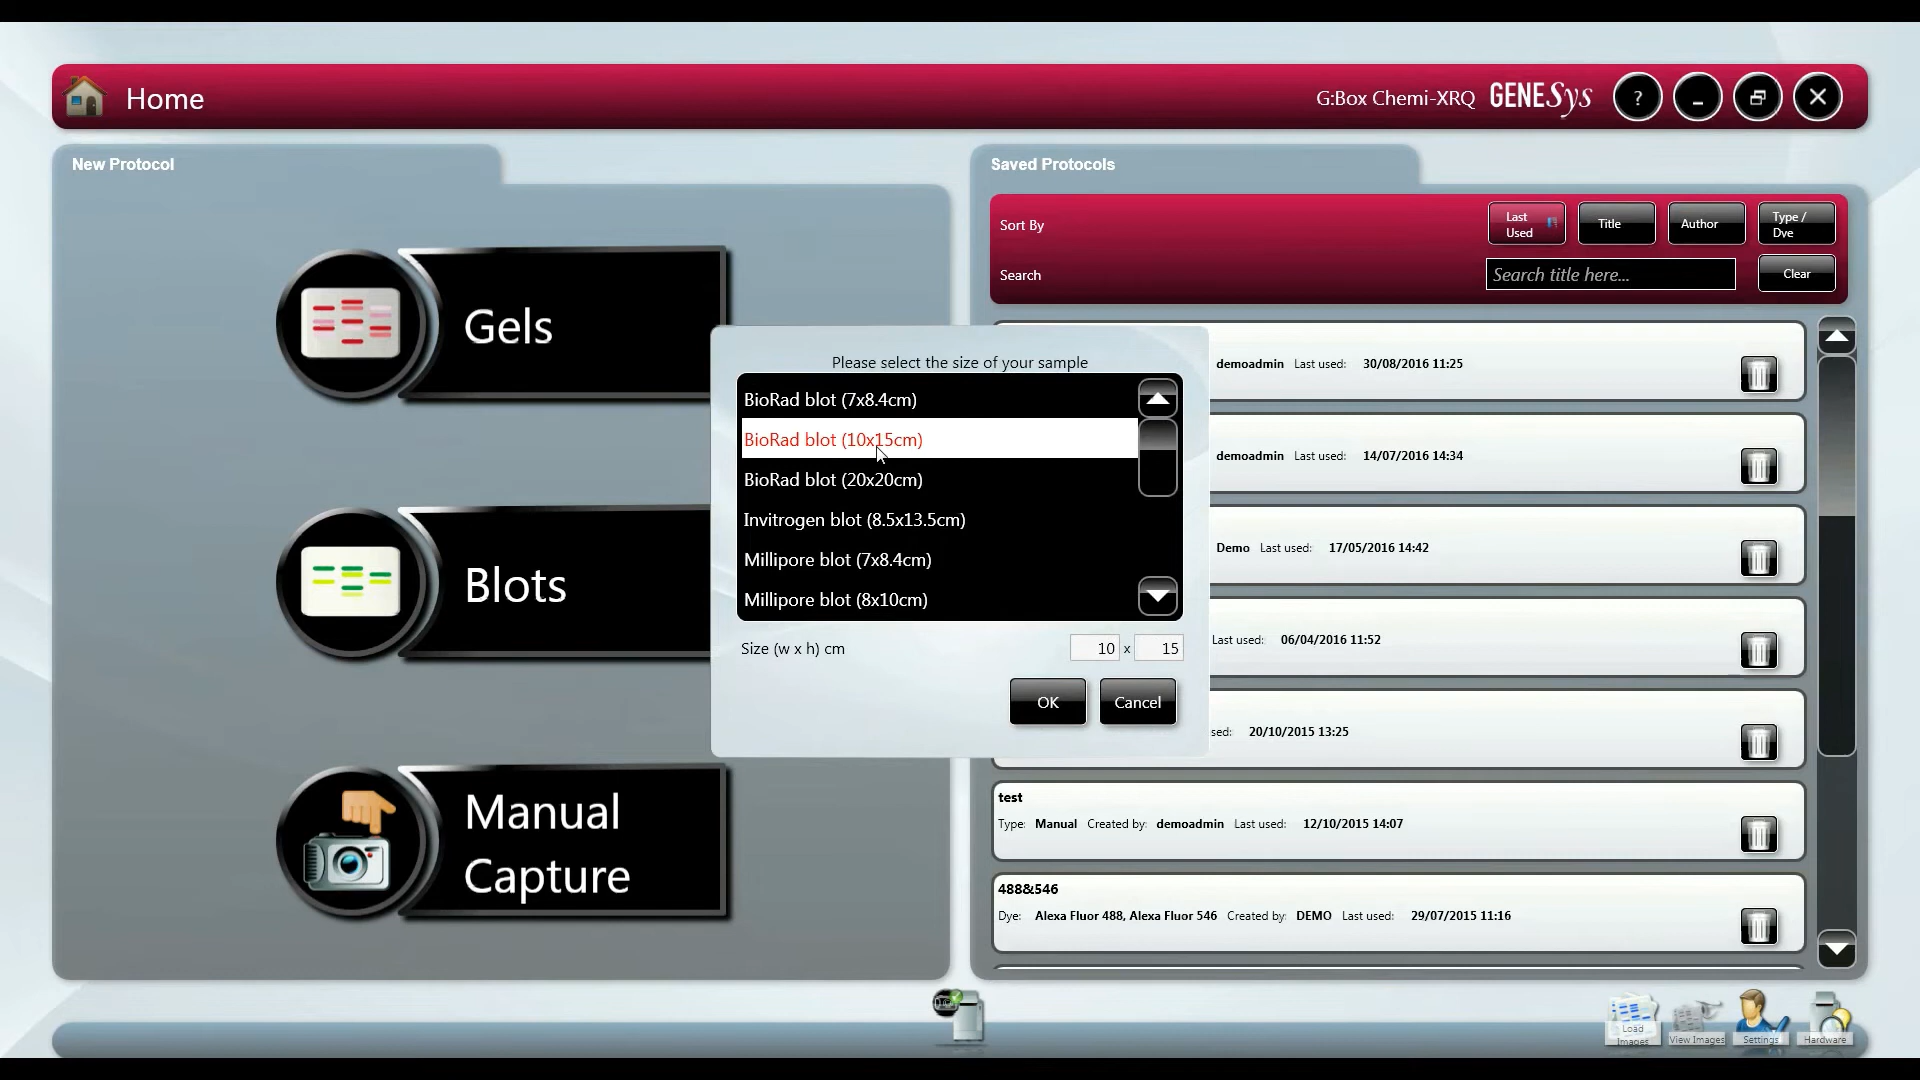 Home
G:Box Chemi-XRQ GENESys
?
New Protocol
Gels
Blots
Manual
Capture
Saved Protocols
Sort By
Last
Used
Title
Author
Type /
Dye
Search
Search title here...
Clear
demoadmin Last used: 30/08/2016 11:25
demoadmin Last used: 14/07/2016 14:34
Demo Last used: 17/05/2016 14:42
Last used: 06/04/2016 11:52
sed: 20/10/2015 13:25
test
Type: Manual Created by: demoadmin Last used: 12/10/2015 14:07
488&546
Dye: Alexa Fluor 488, Alexa Fluor 546 Created by: DEMO Last used: 29/07/2015 11:16
Please select the size of your sample
BioRad blot (7x8.4cm)
BioRad blot (10x15cm)
BioRad blot (20x20cm)
Invitrogen blot (8.5x13.5cm)
Millipore blot (7x8.4cm)
Millipore blot (8x10cm)
Size (w x h) cm 10 x 15
OK
Cancel
Load
Images
View Images
Settings
Hardware